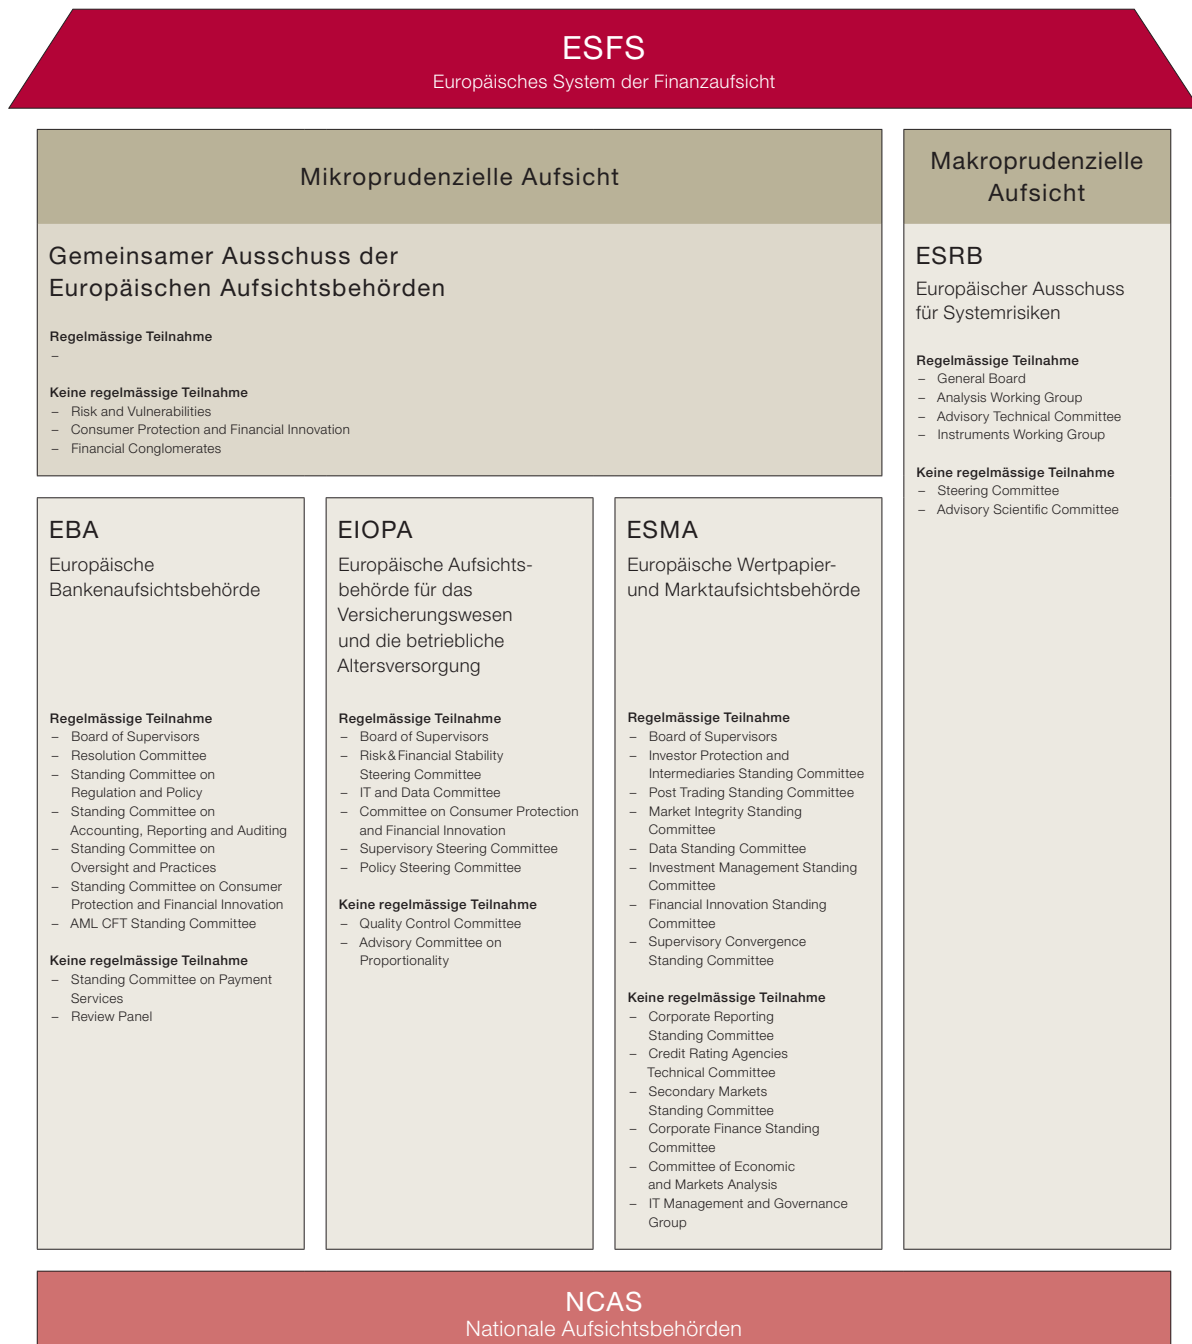 ESFS
Europäisches System der Finanzaufsicht
Mikroprudenzielle Aufsicht
Gemeinsamer Ausschuss der
Europäischen Aufsichtsbehörden
Regelmässige Teilnahme
–
Keine regelmässige Teilnahme
– Risk and Vulnerabilities
– Consumer Protection and Financial Innovation
– Financial Conglomerates
Makroprudenzielle
Aufsicht
ESRB
Europäischer Ausschuss
für Systemrisiken
Regelmässige Teilnahme
– General Board
– Analysis Working Group
– Advisory Technical Committee
– Instruments Working Group
Keine regelmässige Teilnahme
– Steering Committee
– Advisory Scientific Committee
EBA
Europäische
Bankenaufsichtsbehörde
Regelmässige Teilnahme
– Board of Supervisors
– Resolution Committee
– Standing Committee on
Regulation and Policy
– Standing Committee on
Accounting, Reporting and Auditing
– Standing Committee on
Oversight and Practices
– Standing Committee on Consumer
Protection and Financial Innovation
– AML CFT Standing Committee
Keine regelmässige Teilnahme
– Standing Committee on Payment
Services
– Review Panel
EIOPA
Europäische Aufsichts-
behörde für das
Versicherungswesen
und die betriebliche
Altersversorgung
Regelmässige Teilnahme
– Board of Supervisors
– Risk & Financial Stability
Steering Committee
– IT and Data Committee
– Committee on Consumer Protection
and Financial Innovation
– Supervisory Steering Committee
– Policy Steering Committee
Keine regelmässige Teilnahme
– Quality Control Committee
– Advisory Committee on
Proportionality
ESMA
Europäische Wertpapier-
und Marktaufsichtsbehörde
Regelmässige Teilnahme
– Board of Supervisors
– Investor Protection and
Intermediaries Standing Committee
– Post Trading Standing Committee
– Market Integrity Standing
Committee
– Data Standing Committee
– Investment Management Standing
Committee
– Financial Innovation Standing
Committee
– Supervisory Convergence
Standing Committee
Keine regelmässige Teilnahme
– Corporate Reporting
Standing Committee
– Credit Rating Agencies
Technical Committee
– Secondary Markets
Standing Committee
– Corporate Finance Standing
Committee
– Committee of Economic
and Markets Analysis
– IT Management and Governance
Group
NCAS
Nationale Aufsichtsbehörden